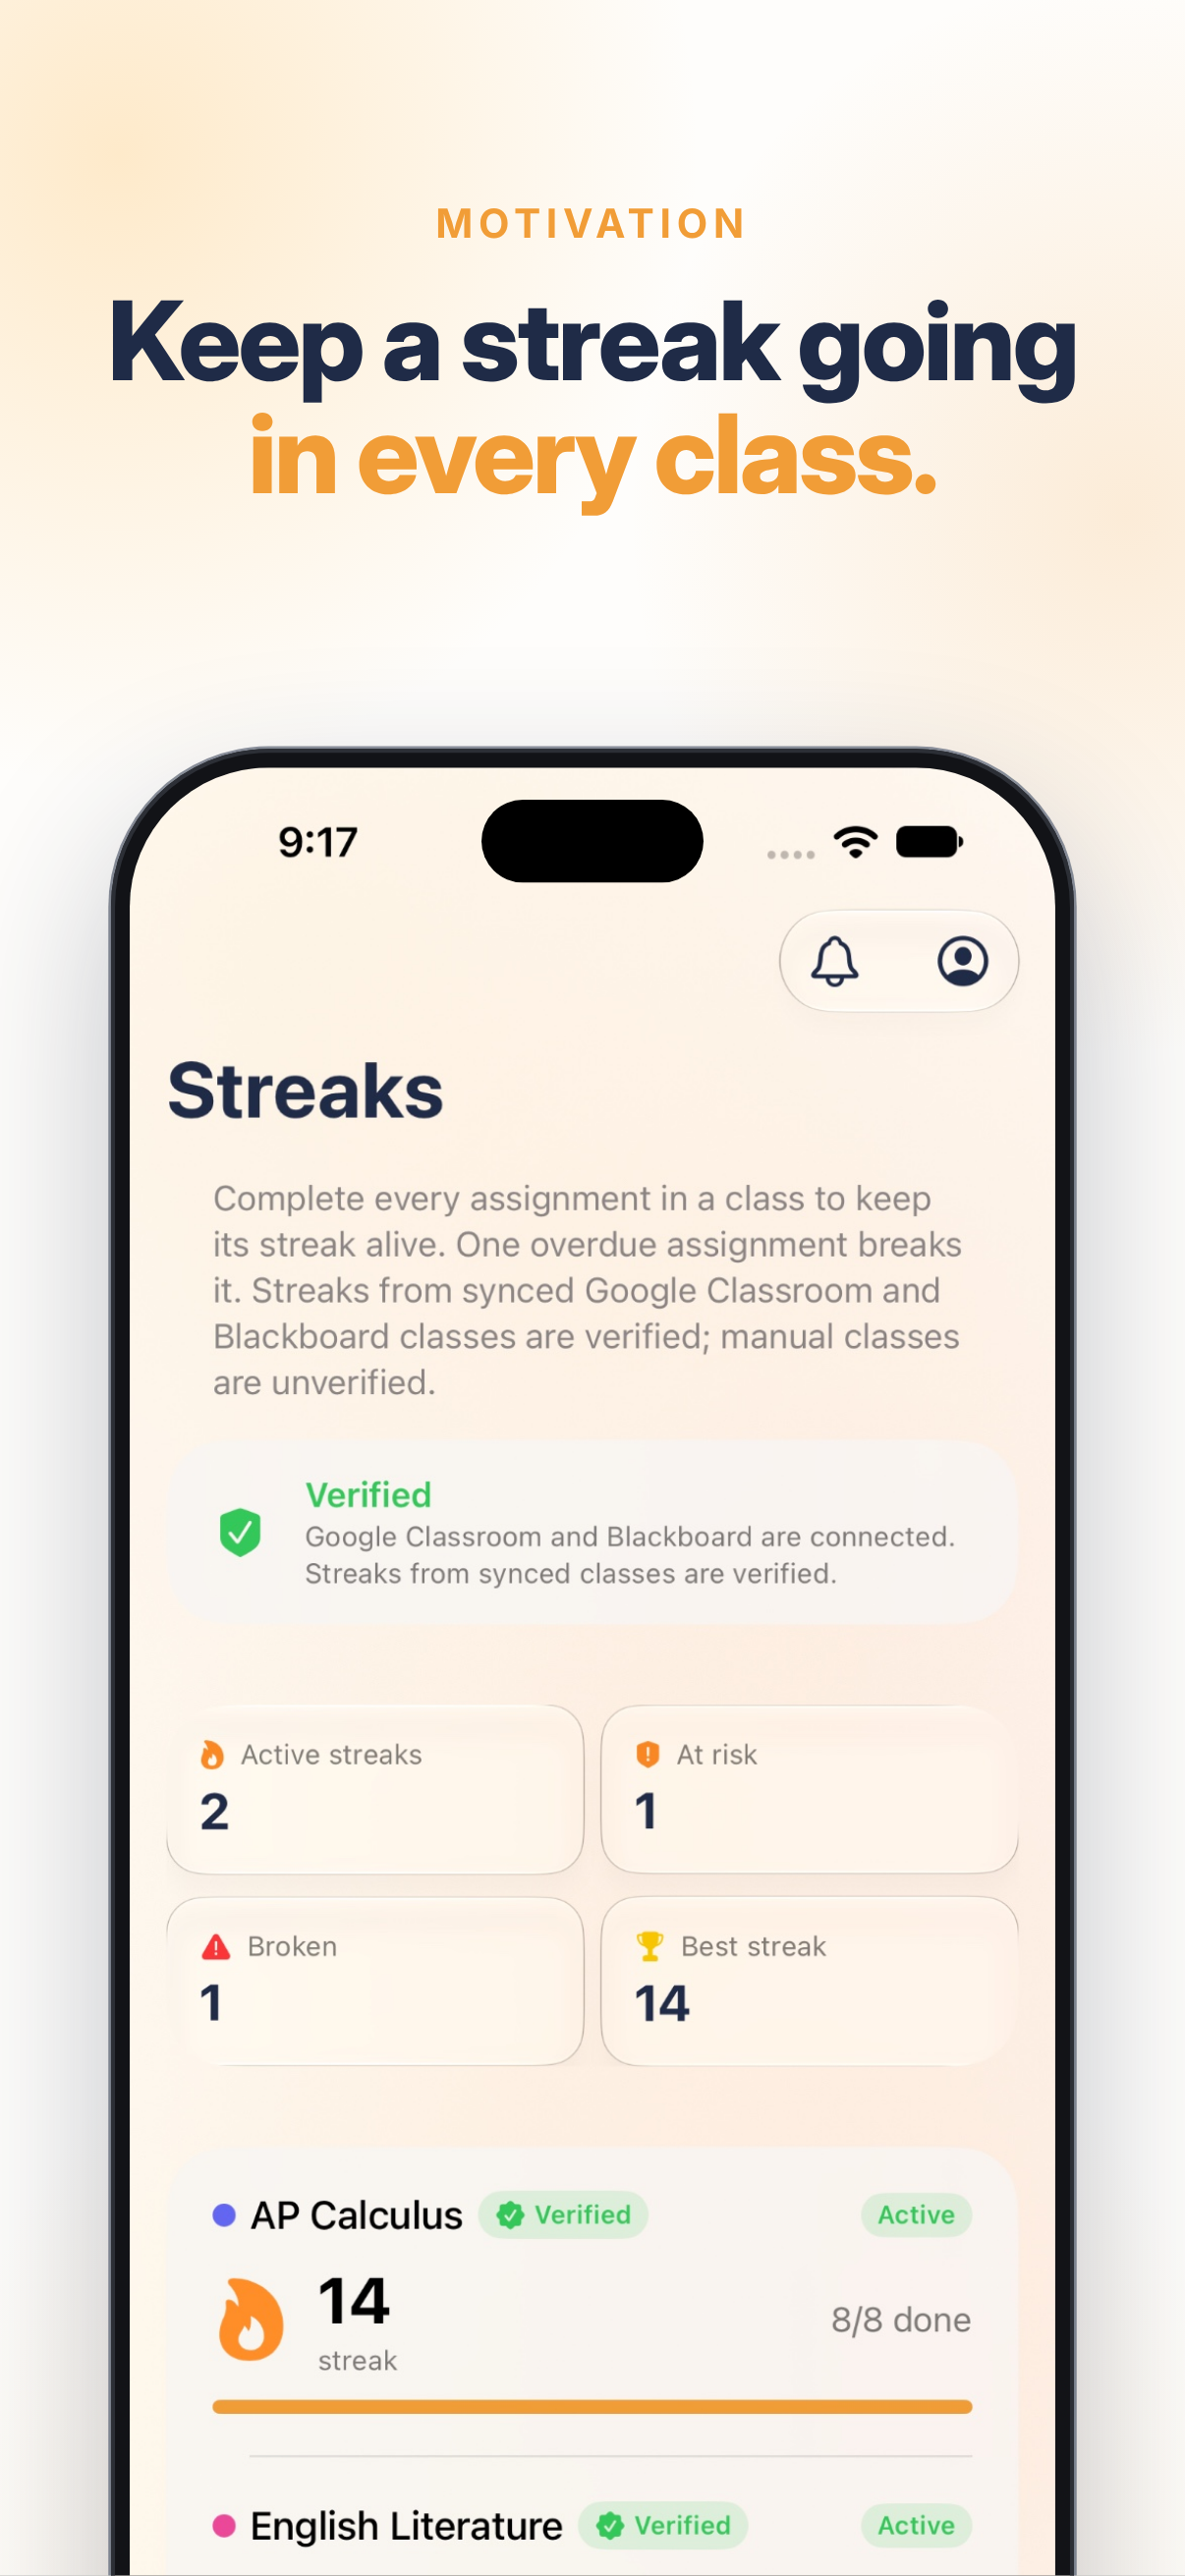 MOTIVATION
Keep a streak going
in every class.
9:17
Streaks
Complete every assignment in a class to keep
its streak alive. One overdue assignment breaks
it. Streaks from synced Google Classroom and
Blackboard classes are verified; manual classes
are unverified.
Verified
Google Classroom and Blackboard are connected.
Streaks from synced classes are verified.
Active streaks
2
At risk
1
Broken
1
Best streak
14
AP Calculus Verified Active
14
streak
8/8 done
English Literature Verified Active